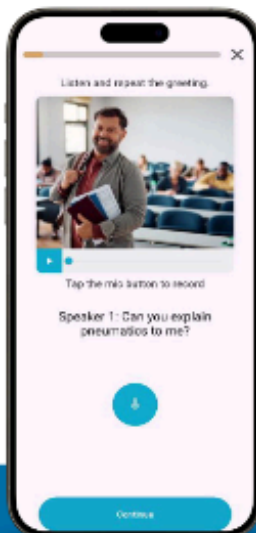 Listen and repeat the greeting.
Tap the mic button to record
Speaker 1: Can you explain
pneumatics to me?
Continue